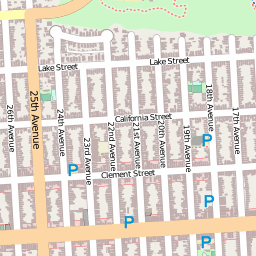 Lake Street
Lake Street
California Street
Clement Street
26th Avenue
25th Avenue
24th Avenue
23rd Avenue
22nd Avenue
21st Avenue
20th Avenue
19th Avenue
18th Avenue
17th Avenue
P
P
P
P
P